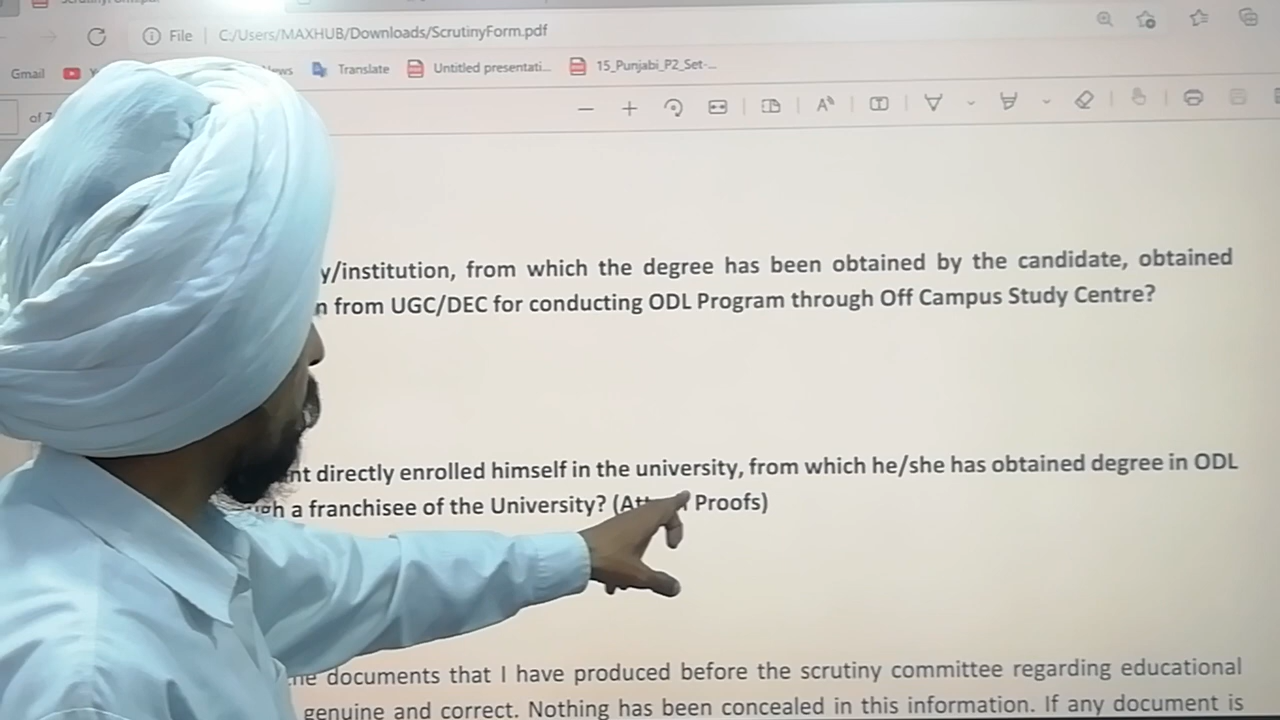 File | C:/Users/MAXHUB/Downloads/ScrutinyForm.pdf
Gmail Translate Untitled presentati... 15_Punjabi_P2_Set-...
of 7
y/institution, from which the degree has been obtained by the candidate, obtained
from UGC/DEC for conducting ODL Program through Off Campus Study Centre?
directly enrolled himself in the university, from which he/she has obtained degree in ODL
a franchisee of the University? ( Proofs)
documents that I have produced before the scrutiny committee regarding educational
genuine and correct. Nothing has been concealed in this information. If any document is